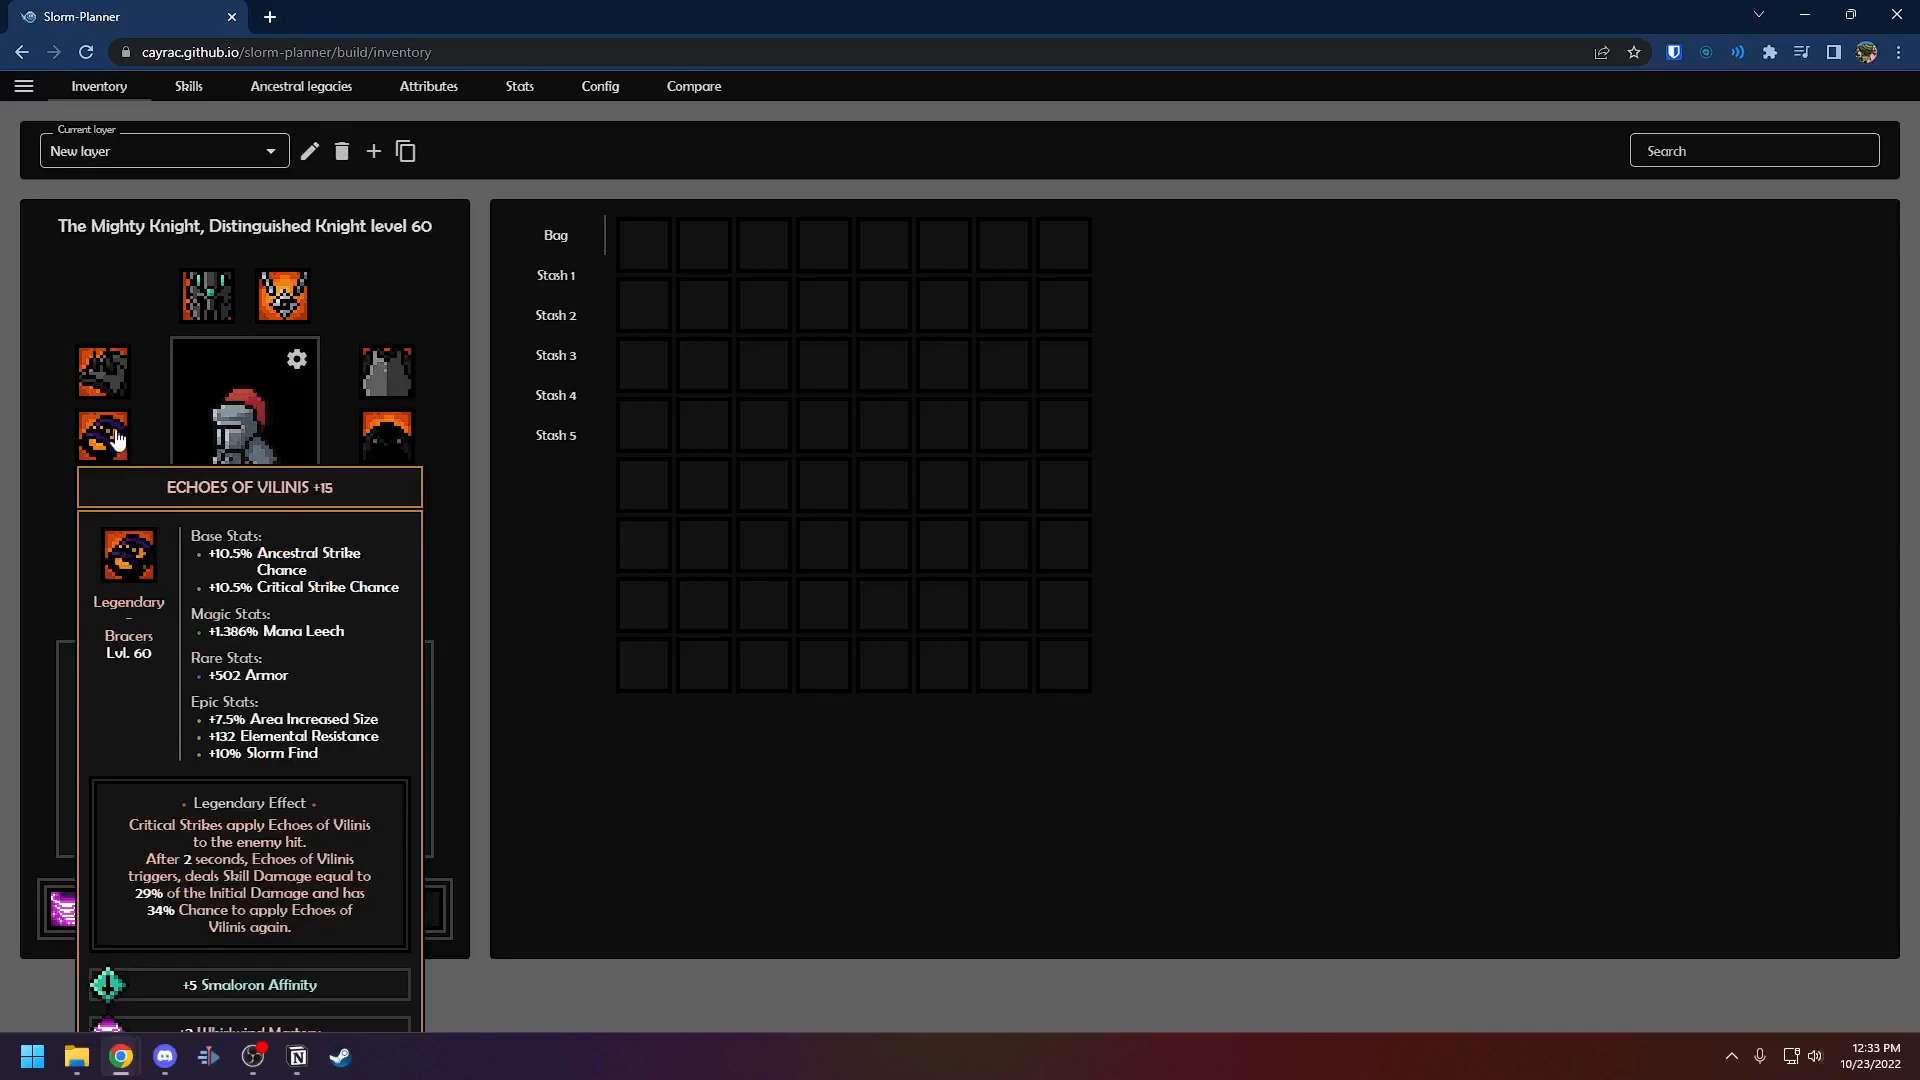 Slorm-Planner
cayrac.github.io/slorm-planner/build/inventory
Inventory
Skills
Ancestral legacies
Attributes
Stats
Config
Compare
Current layer
New layer
Search
The Mighty Knight, Distinguished Knight level 60
Bag
Stash 1
Stash 2
Stash 3
Stash 4
Stash 5
ECHOES OF VILINIS +15
Legendary
-
Bracers
Lvl. 60
Base Stats:
+10.5% Ancestral Strike
Chance
+10.5% Critical Strike Chance
Magic Stats:
+1.386% Mana Leech
Rare Stats:
+502 Armor
Epic Stats:
+7.5% Area Increased Size
+132 Elemental Resistance
+10% Slorm Find
• Legendary Effect •
Critical Strikes apply Echoes of Vilinis
to the enemy hit.
After 2 seconds, Echoes of Vilinis
triggers, deals Skill Damage equal to
29% of the Initial Damage and has
34% Chance to apply Echoes of
Vilinis again.
+5 Smaloron Affinity
Whirlwind Mastery
12:33 PM
10/23/2022